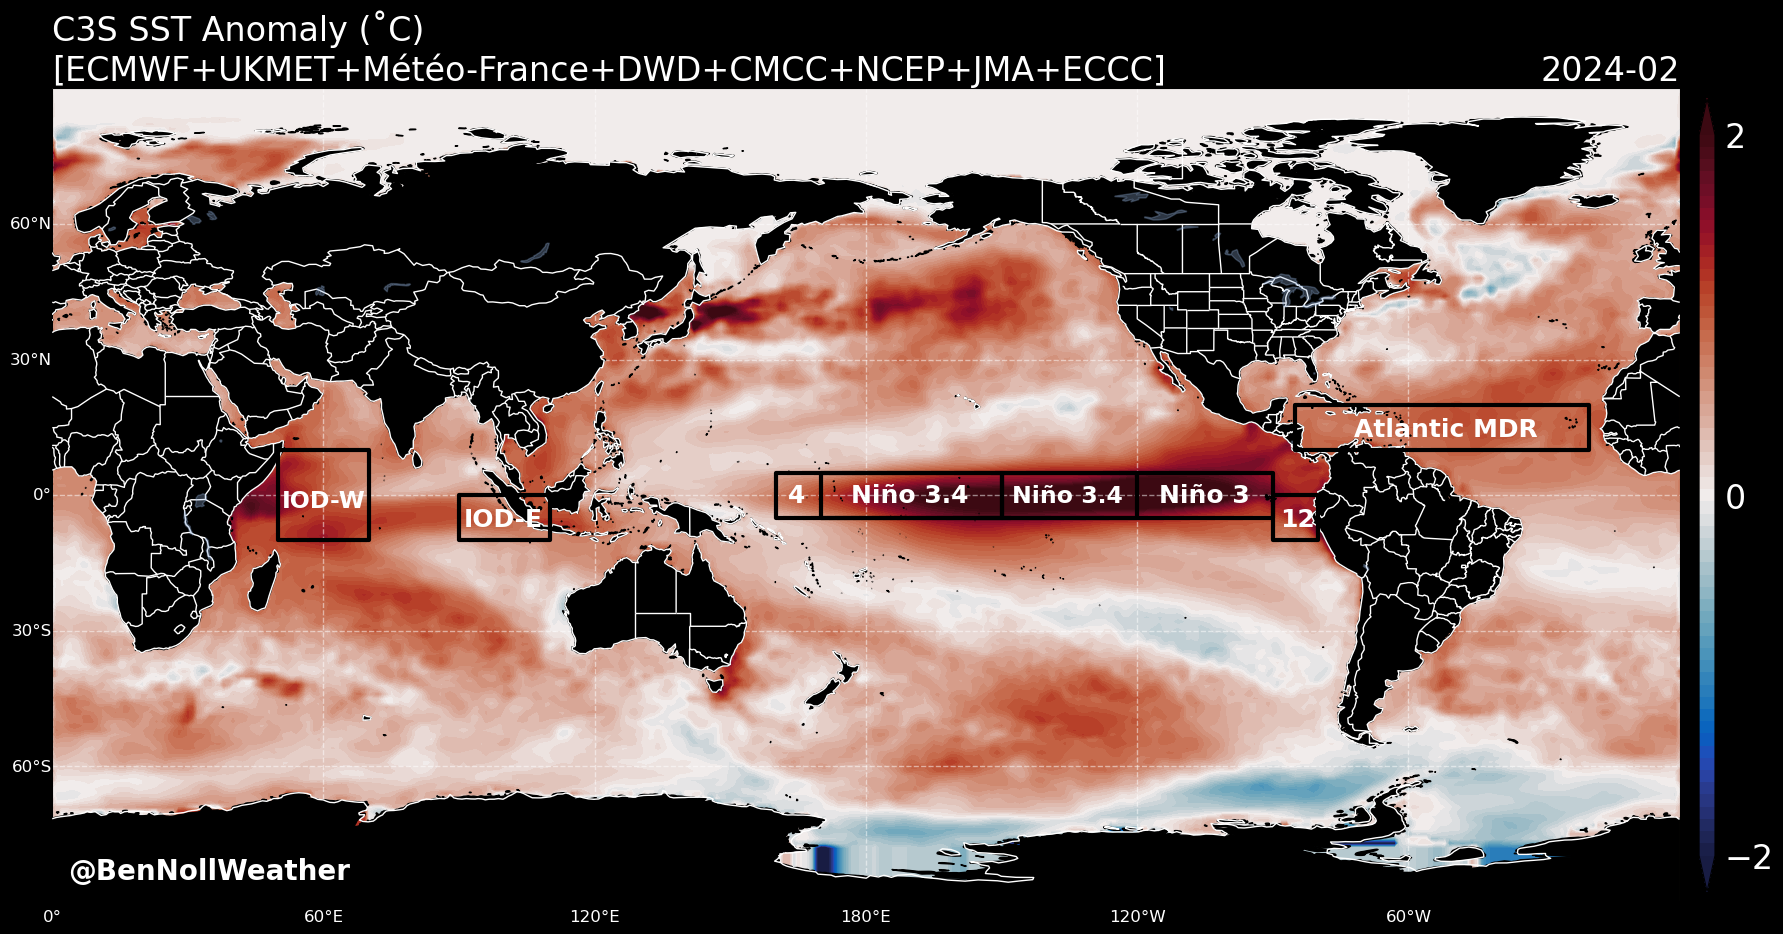 C3S SST Anomaly (˚C)
[ECMWF+UKMET+Météo-France+DWD+CMCC+NCEP+JMA+ECCC] 2024-02
2
60°N
30°N
Atlantic MDR
0°
IOD-W
IOD-E
4
Niño 3.4
Niño 3.4
Niño 3
12
0
30°S
60°S
−2
@BenNollWeather
0° 60°E 120°E 180°E 120°W 60°W